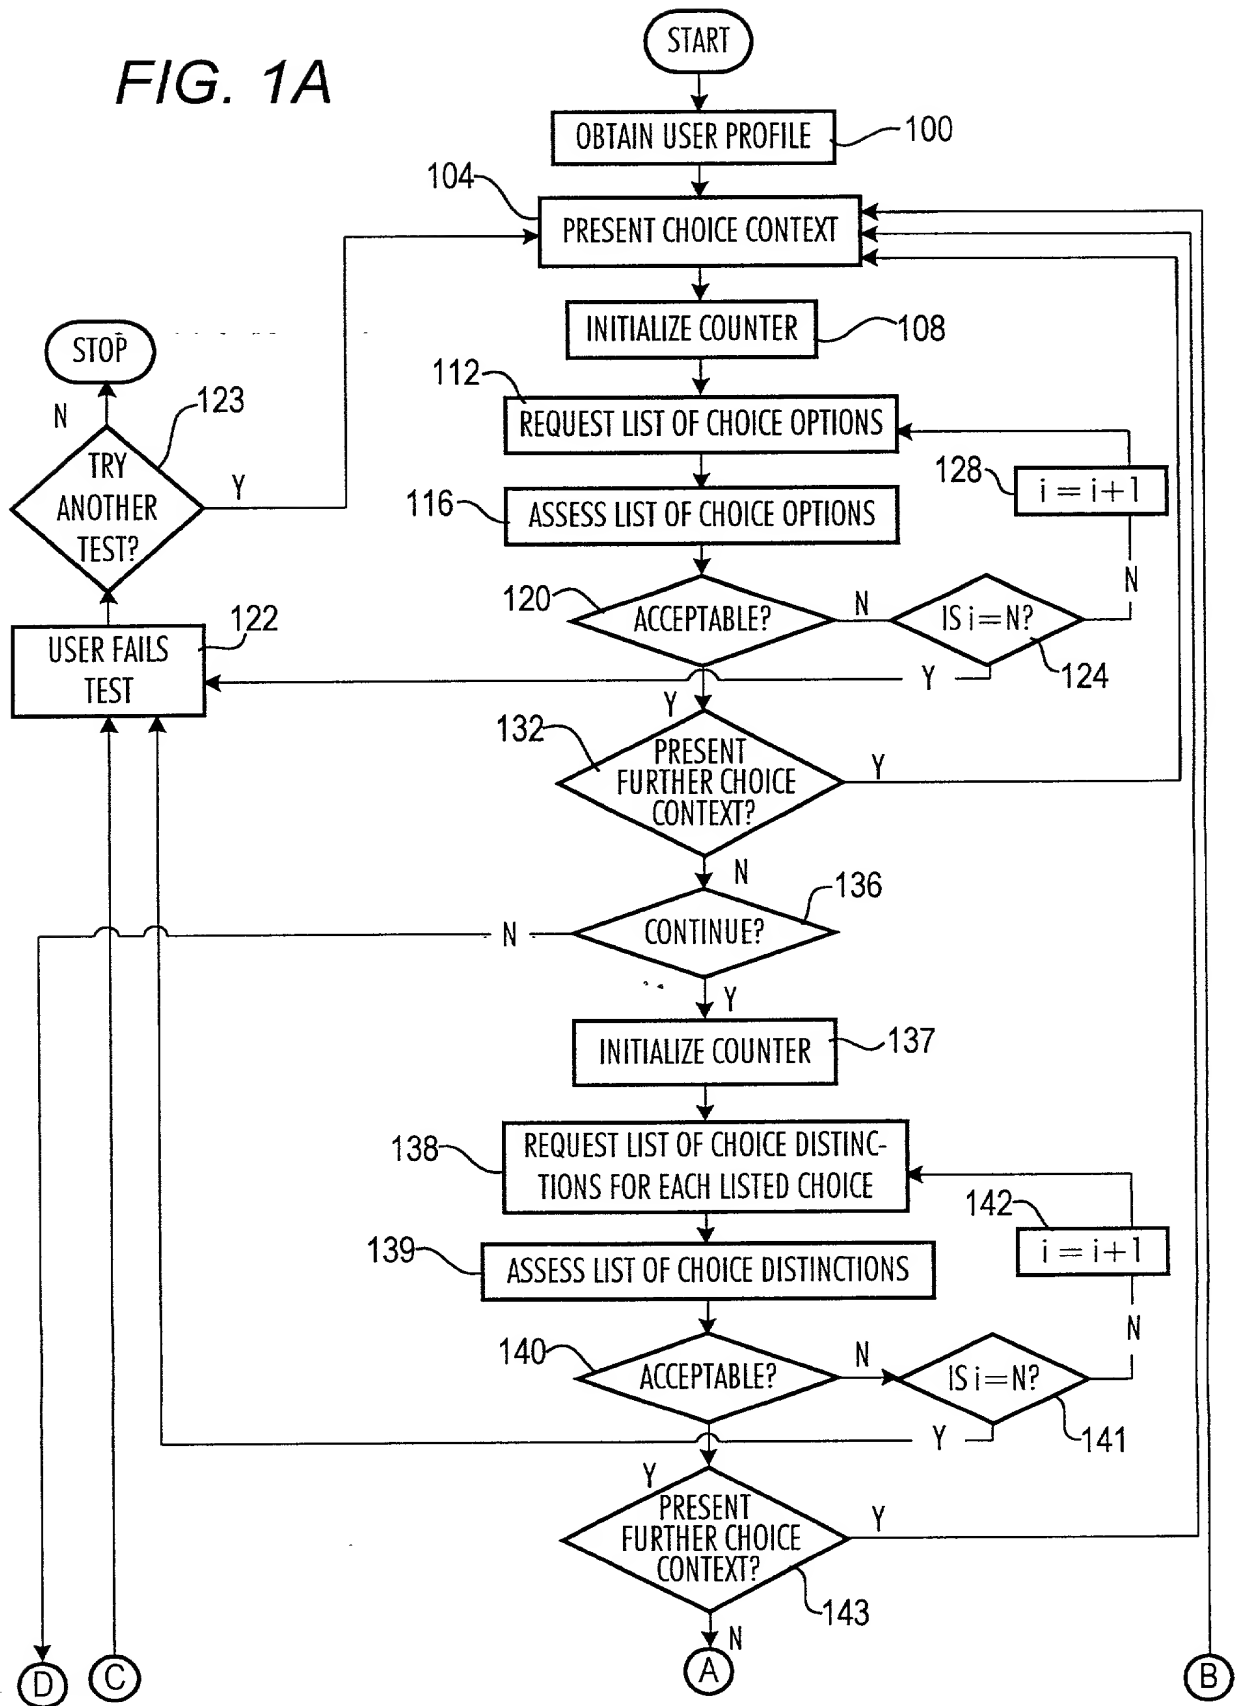 FIG. 1A
START
OBTAIN USER PROFILE
100
104
PRESENT CHOICE CONTEXT
INITIALIZE COUNTER
108
STOP
N
123
TRY
ANOTHER
TEST?
Y
112
REQUEST LIST OF CHOICE OPTIONS
128
i = i+1
116
ASSESS LIST OF CHOICE OPTIONS
N
120
ACCEPTABLE?
N
IS i=N?
124
Y
122
USER FAILS
TEST
Y
132
PRESENT
FURTHER CHOICE
CONTEXT?
Y
N
136
CONTINUE?
N
Y
INITIALIZE COUNTER
137
138
REQUEST LIST OF CHOICE DISTINC-
TIONS FOR EACH LISTED CHOICE
142
i = i+1
139
ASSESS LIST OF CHOICE DISTINCTIONS
N
140
ACCEPTABLE?
N
IS i=N?
141
Y
Y
PRESENT
FURTHER CHOICE
CONTEXT?
Y
143
N
D
C
A
B